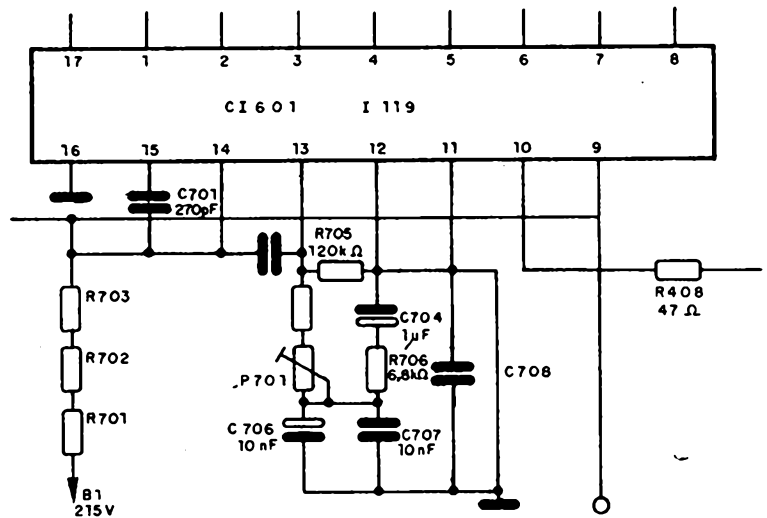 17 1 2 3 4 5 6 7 8
CI601 I 119
16 15 14 13 12 11 10 9
C701
270pF
R705
120kΩ
R703
C704
1µF
R408
47 Ω
R702
P701
R706
6,8kΩ
C708
R701
C706
10nF
C707
10nF
B1
215V